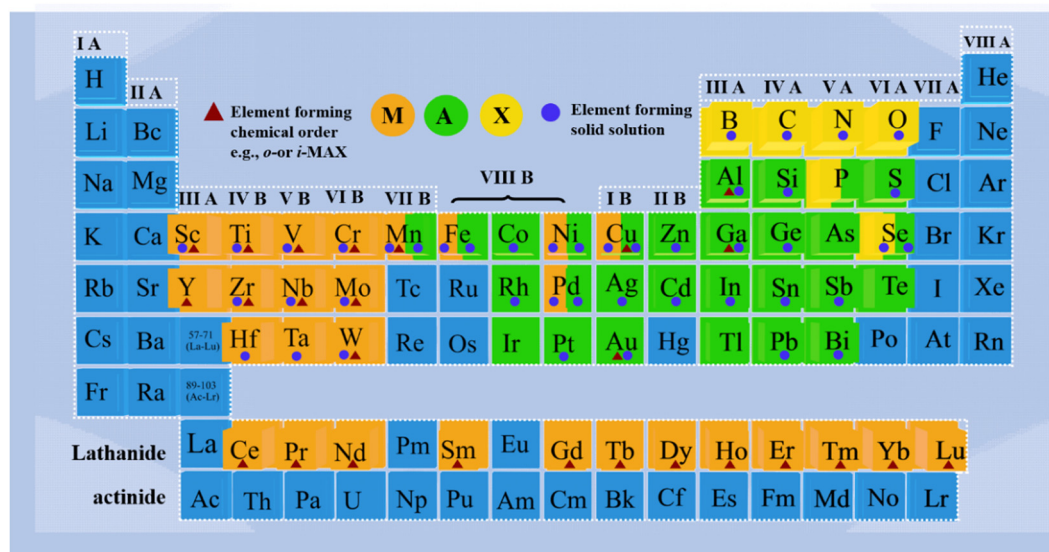 I A VIII A
H He
II A III A IV A V A VI A VII A
Element forming chemical order e.g., o-or i-MAX M A X Element forming solid solution
Li Bc B C N O F Ne
Na Mg Al Si P S Cl Ar
III A IV B V B VI B VII B VIII B I B II B
K Ca Sc Ti V Cr Mn Fe Co Ni Cu Zn Ga Ge As Se Br Kr
Rb Sr Y Zr Nb Mo Tc Ru Rh Pd Ag Cd In Sn Sb Te I Xe
Cs Ba 57-71 (La-Lu) Hf Ta W Re Os Ir Pt Au Hg Tl Pb Bi Po At Rn
Fr Ra 89-103 (Ac-Lr)
Lathanide La Ce Pr Nd Pm Sm Eu Gd Tb Dy Ho Er Tm Yb Lu
actinide Ac Th Pa U Np Pu Am Cm Bk Cf Es Fm Md No Lr